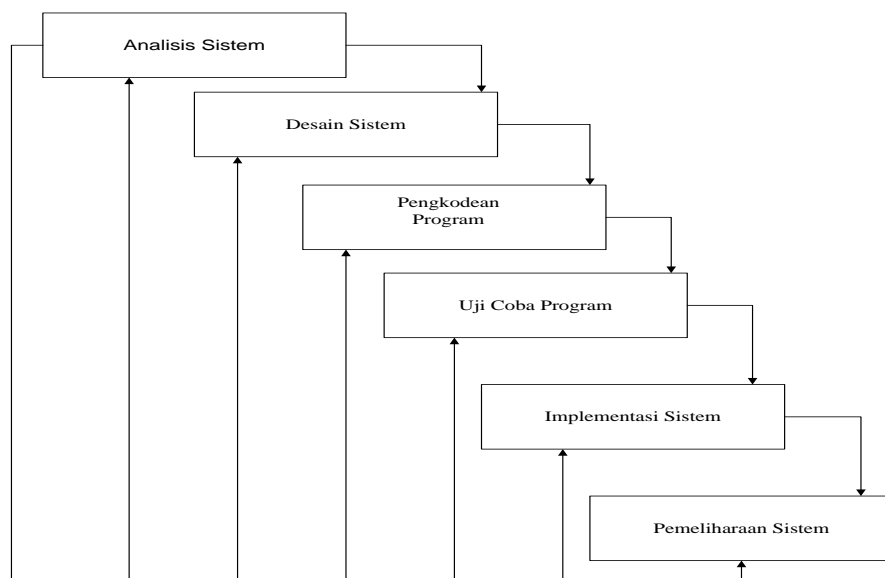 Analisis Sistem
Desain Sistem
Pengkodean
Program
Uji Coba Program
Implementasi Sistem
Pemeliharaan Sistem